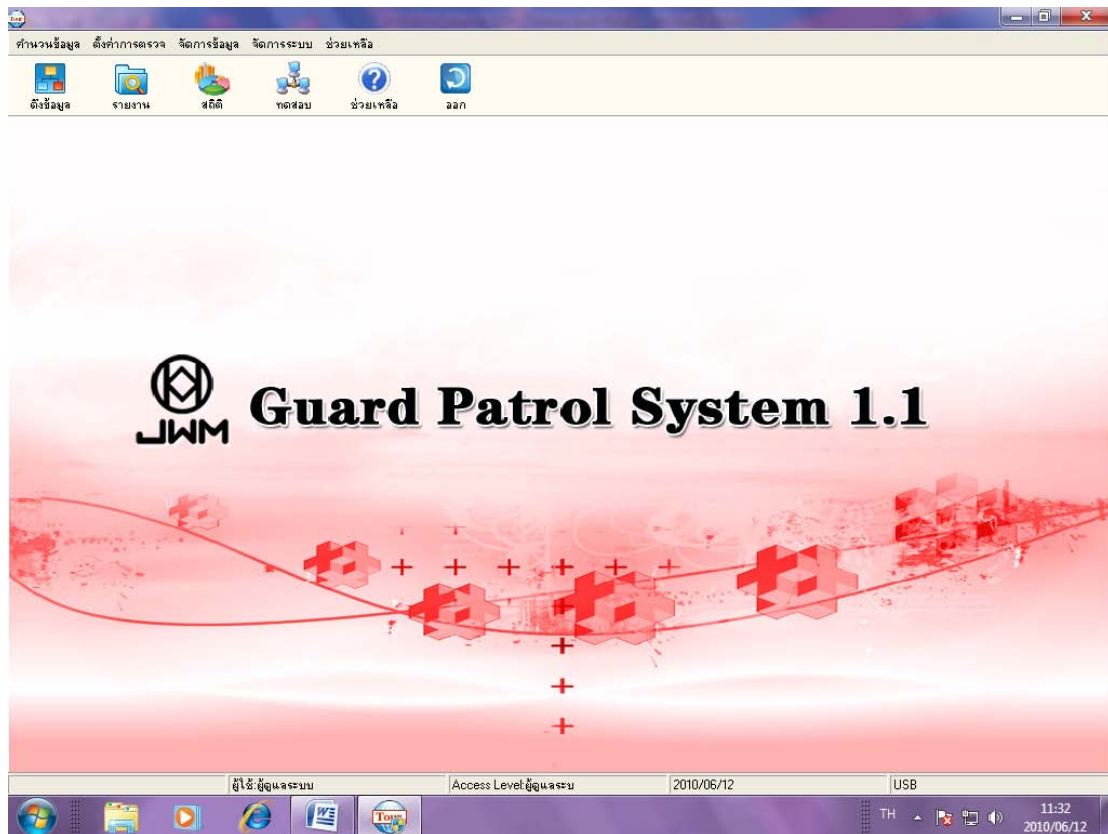 Tour
คำนวนข้อมูล ตั้งค่าการตรวจ จัดการข้อมูล จัดการระบบ ช่วยเหลือ
ดึงข้อมูล รายงาน สถิติ ทดสอบ ช่วยเหลือ ออก
JWM
Guard Patrol System 1.1
ผู้ใช้:ผู้ดูแลระบบ Access Level:ผู้ดูแลระบ 2010/06/12 USB
Tour TH 11:32
2010/06/12